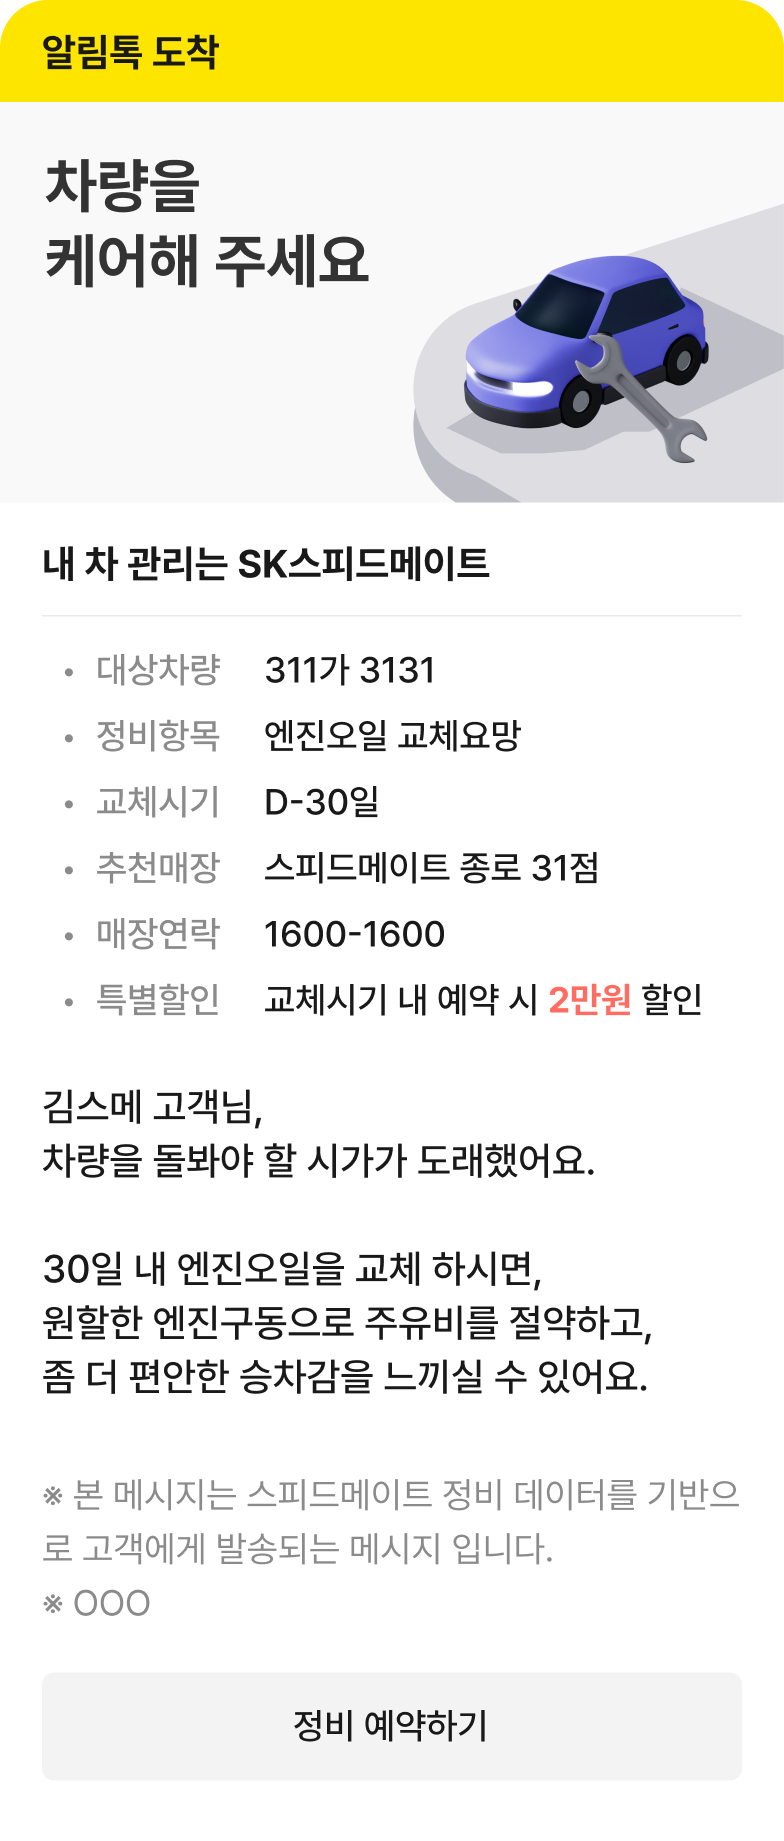 알림톡 도착
차량을
케어해 주세요
내 차 관리는 SK스피드메이트
• 대상차량 311가 3131
• 정비항목 엔진오일 교체요망
• 교체시기 D-30일
• 추천매장 스피드메이트 종로 31점
• 매장연락 1600-1600
• 특별할인 교체시기 내 예약 시 2만원 할인
김스메 고객님,
차량을 돌봐야 할 시가가 도래했어요.
30일 내 엔진오일을 교체 하시면,
원할한 엔진구동으로 주유비를 절약하고,
좀 더 편안한 승차감을 느끼실 수 있어요.
※ 본 메시지는 스피드메이트 정비 데이터를 기반으
로 고객에게 발송되는 메시지 입니다.
※ OOO
정비 예약하기